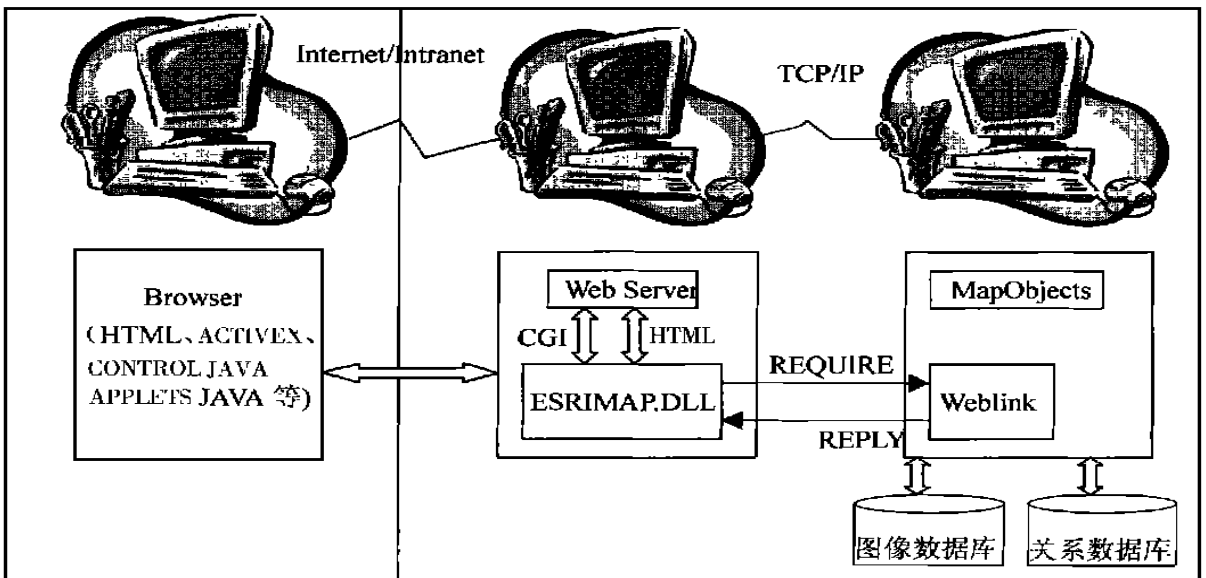 Internet/Intranet
TCP/IP
Browser
(HTML、ACTIVEX、
CONTROL JAVA
APPLETS JAVA 等)
Web Server
CGI
HTML
ESRIMAP.DLL
REQUIRE
REPLY
MapObjects
Weblink
图像数据库
关系数据库